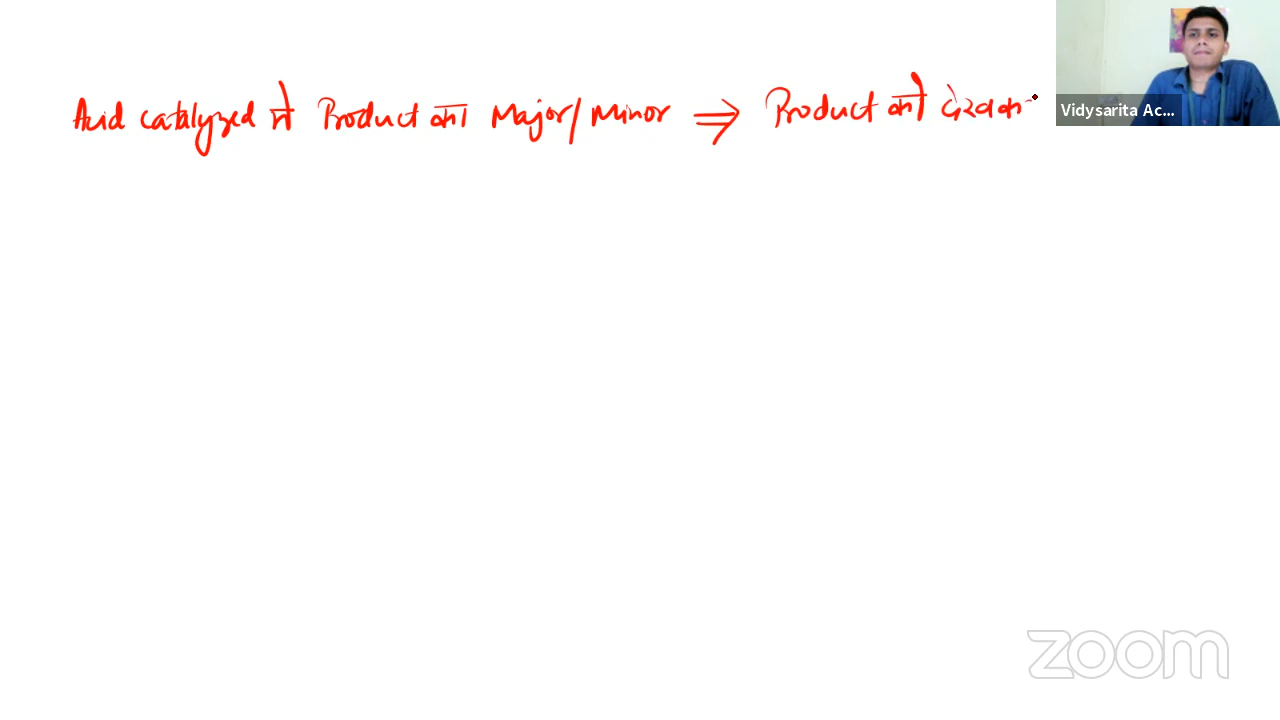 Acid catalyzed में Product का Major/Minor ⇒ Product की
Vidysarita Ac...
zoom